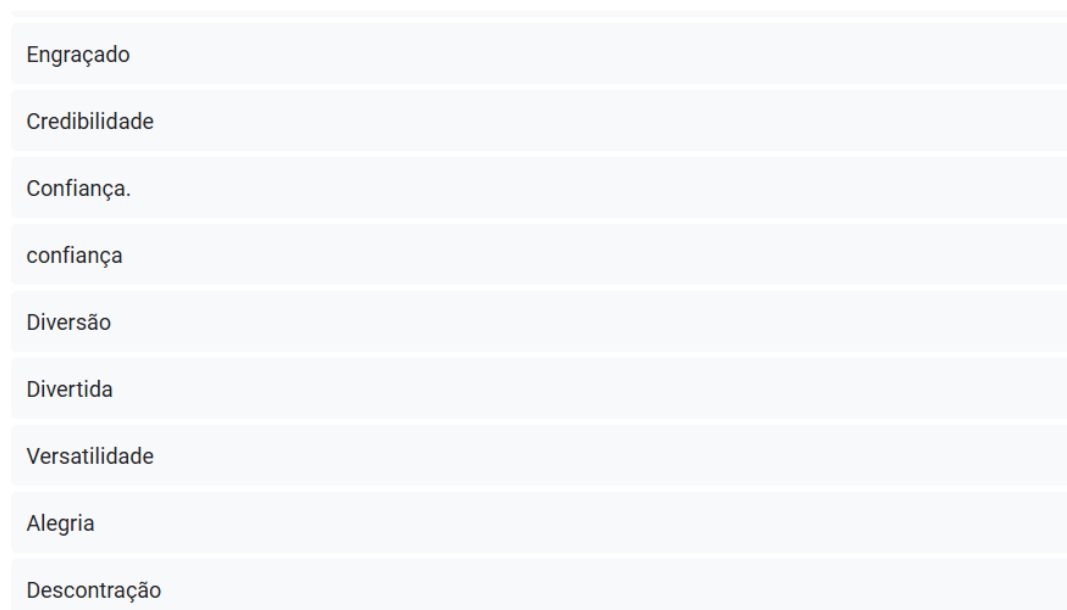 Engraçado
Credibilidade
Confiança.
confiança
Diversão
Divertida
Versatilidade
Alegria
Descontração